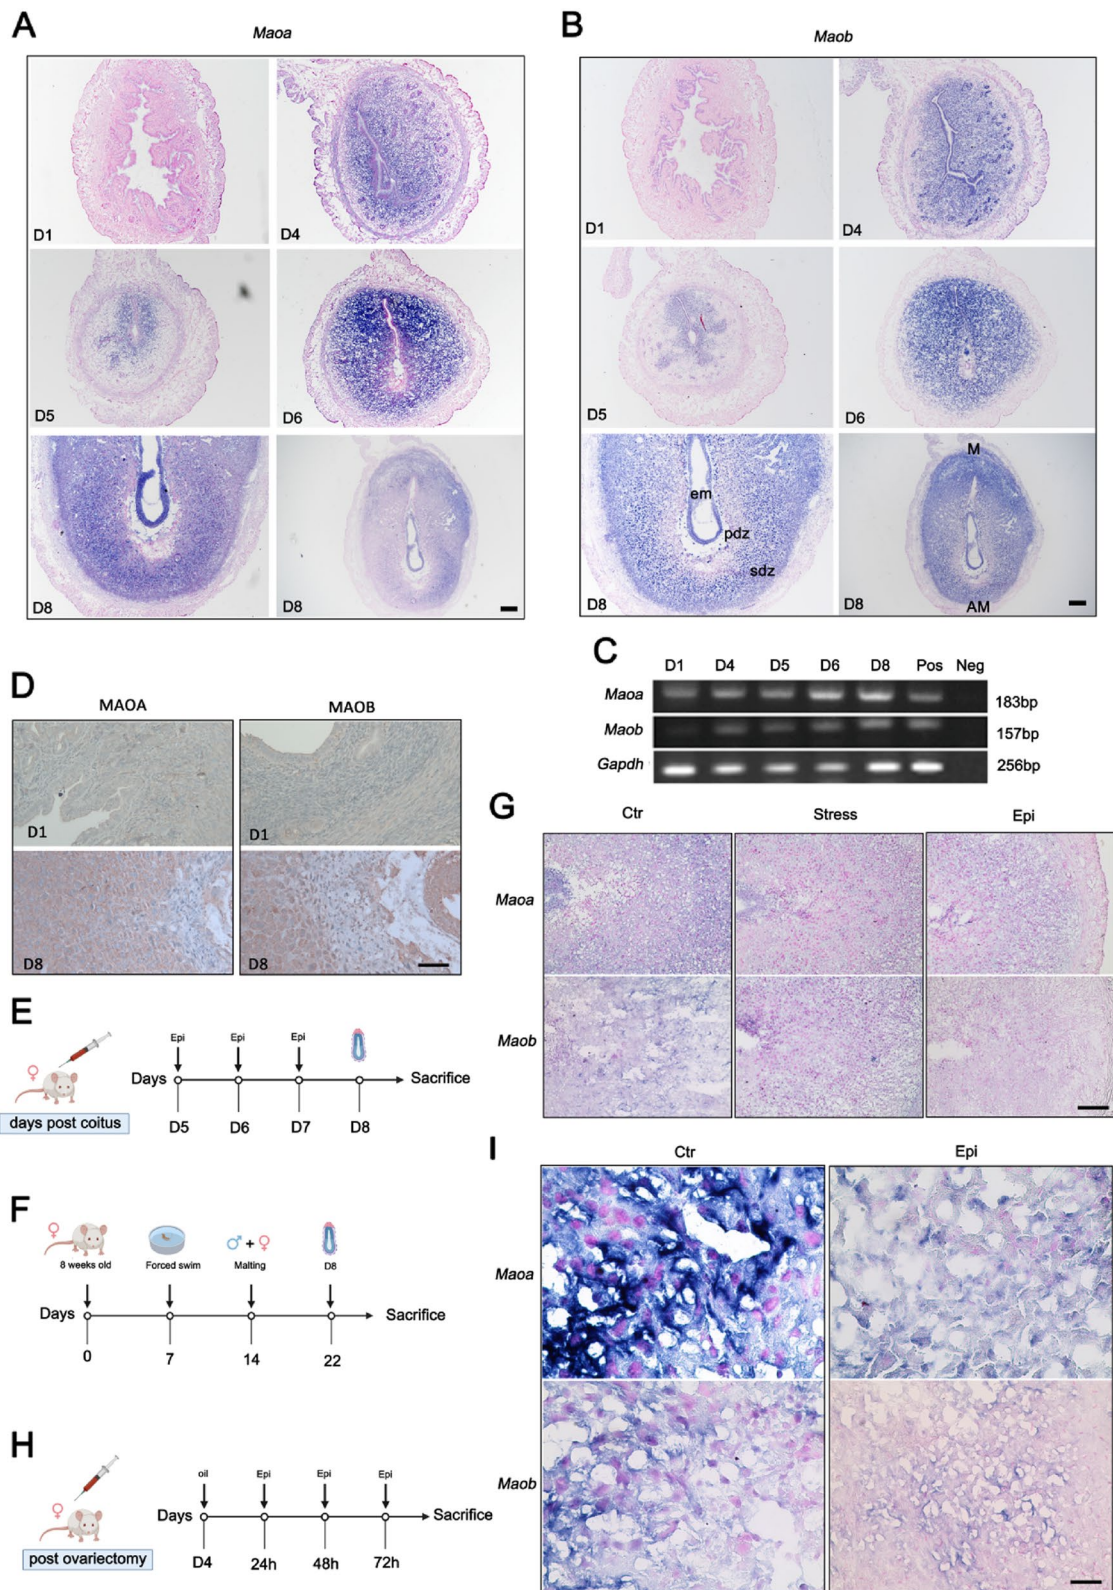 A
Maoa
D1
D4
D5
D6
D8
D8
B
Maob
D1
D4
D5
D6
em
pdz
sdz
D8
M
AM
D8
C
D1 D4 D5 D6 D8 Pos Neg
Maoa 183bp
Maob 157bp
Gapdh 256bp
D
MAOA MAOB
D1 D1
D8 D8
E
Epi Epi Epi
Days Sacrifice
D5 D6 D7 D8
days post coitus
F
8 weeks old Forced swim Malting D8
Days Sacrifice
0 7 14 22
H
oil Epi Epi Epi
Days Sacrifice
D4 24h 48h 72h
post ovariectomy
G
Ctr Stress Epi
Maoa
Maob
I
Ctr Epi
Maoa
Maob